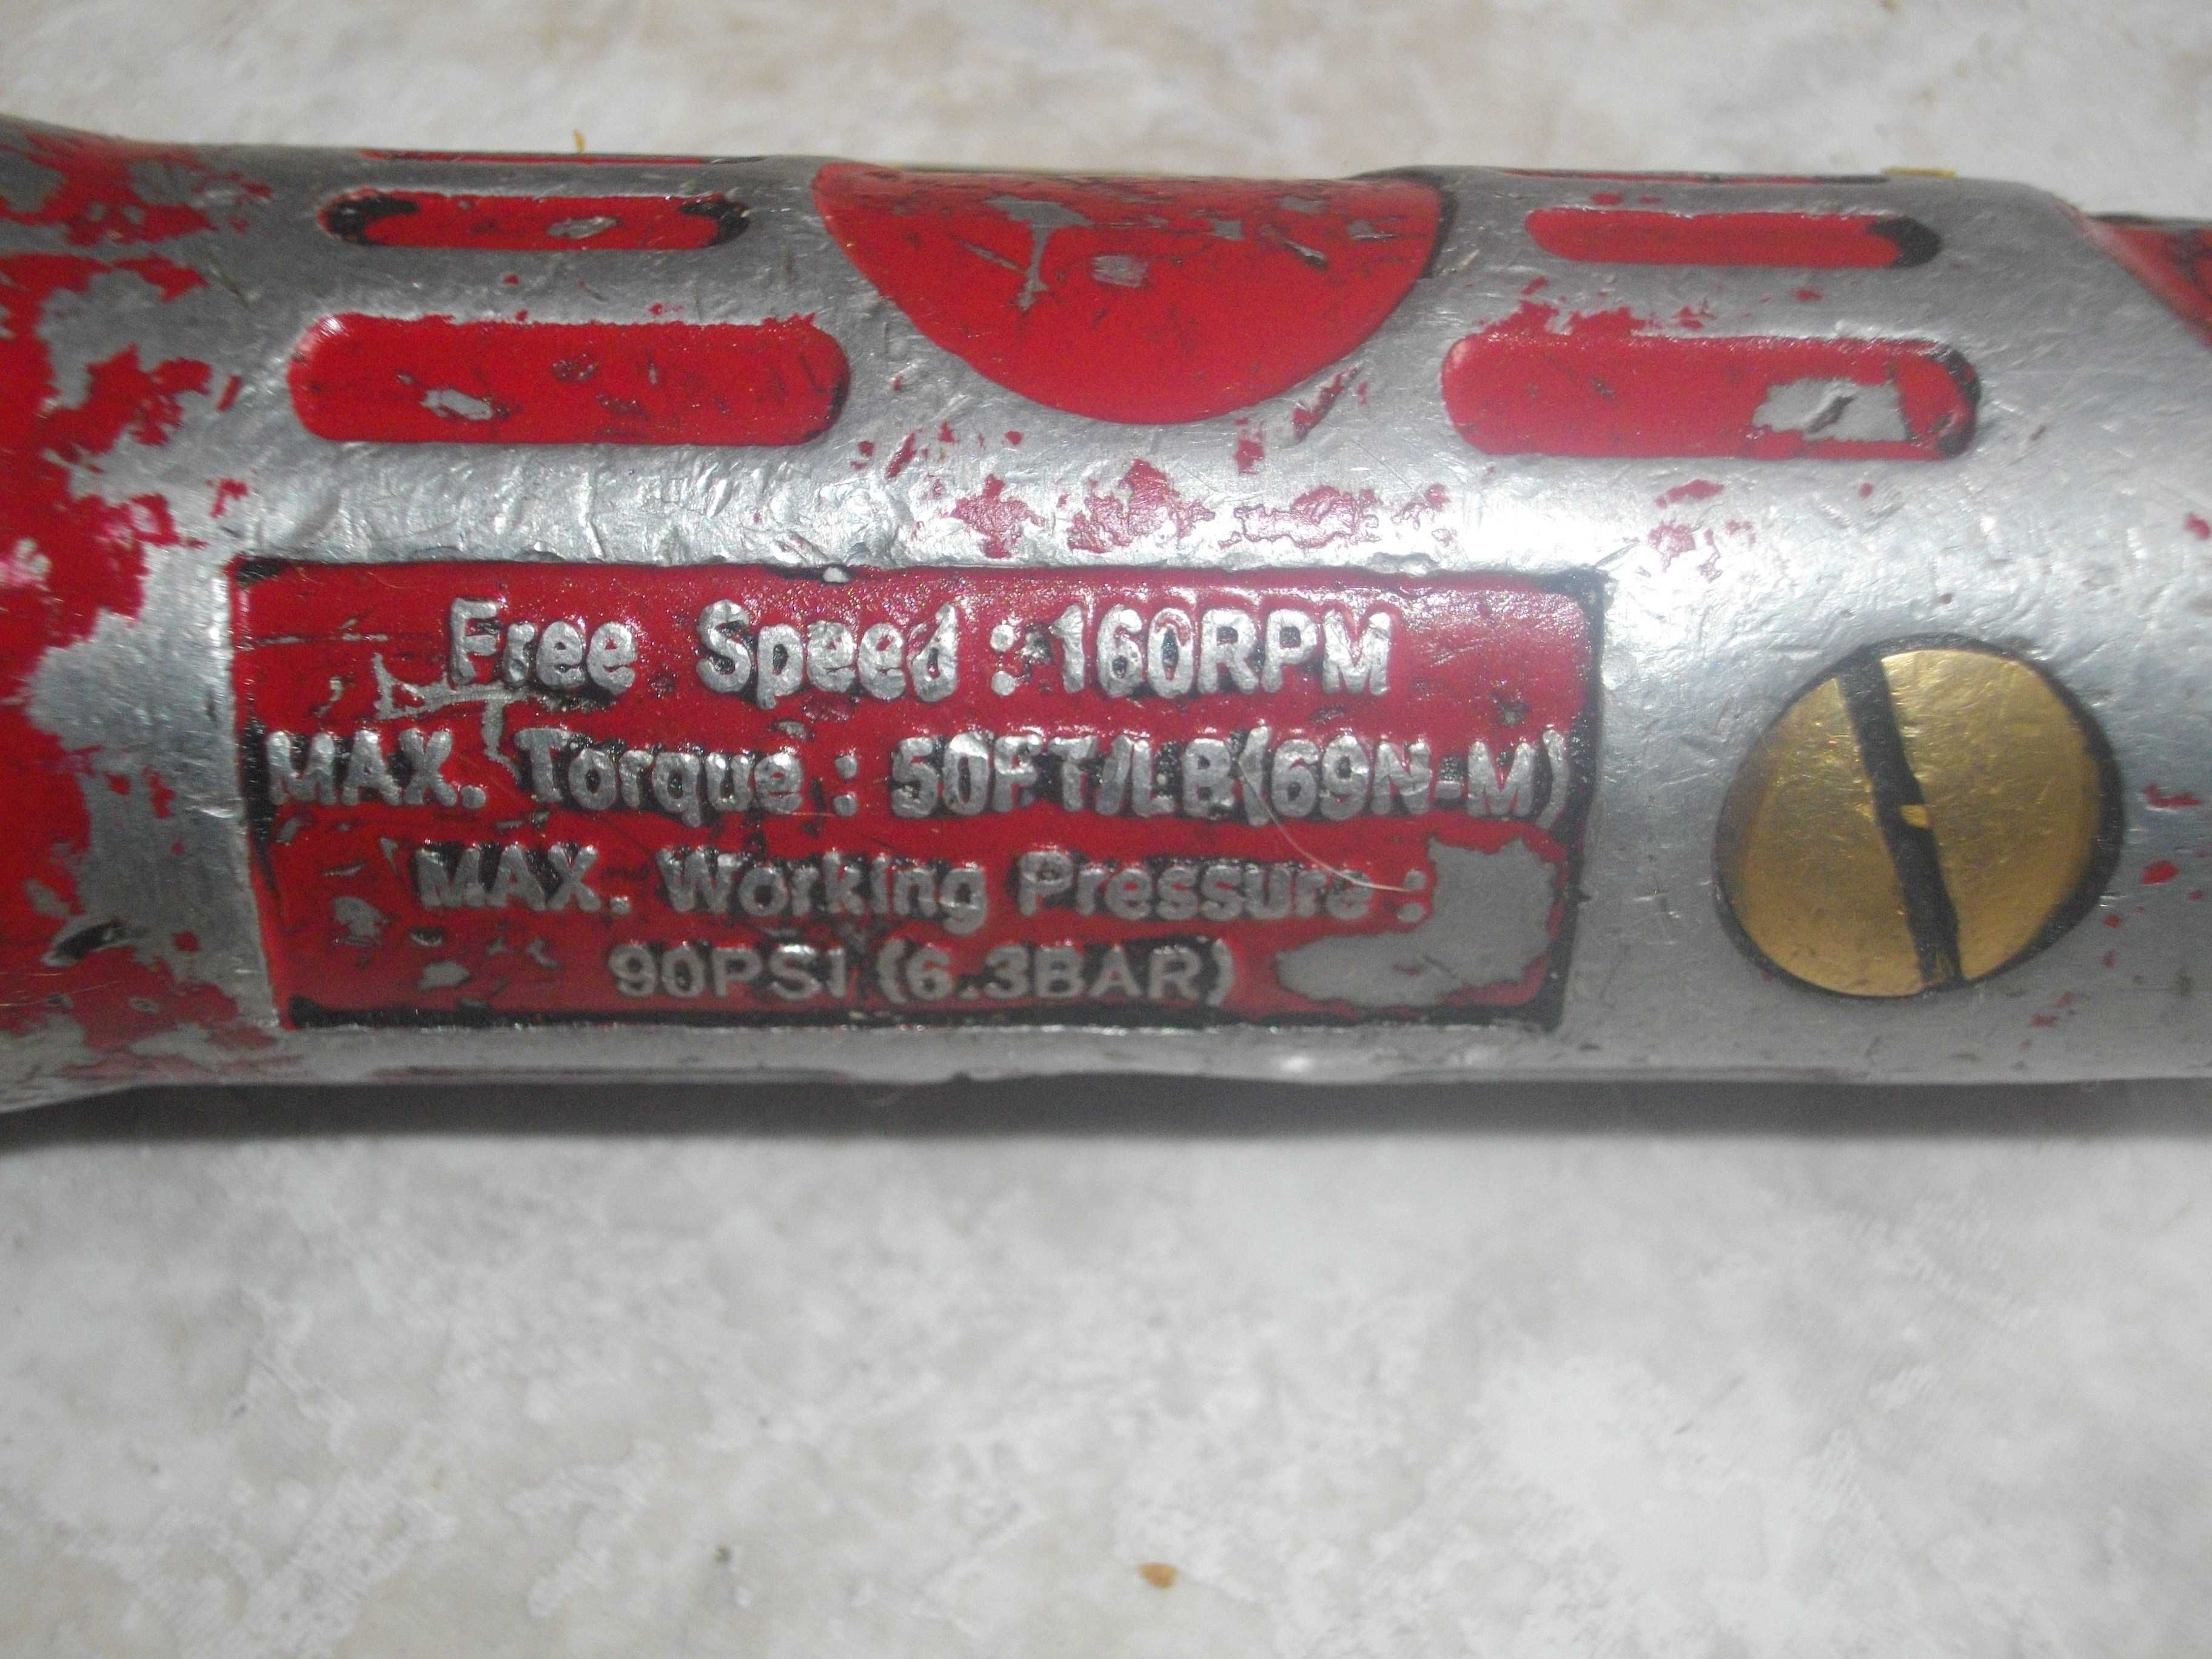 Free Speed : 160RPM
MAX. Torque : 50FT/LB(69N-M)
MAX. Working Pressure :
90PSI (6.3BAR)